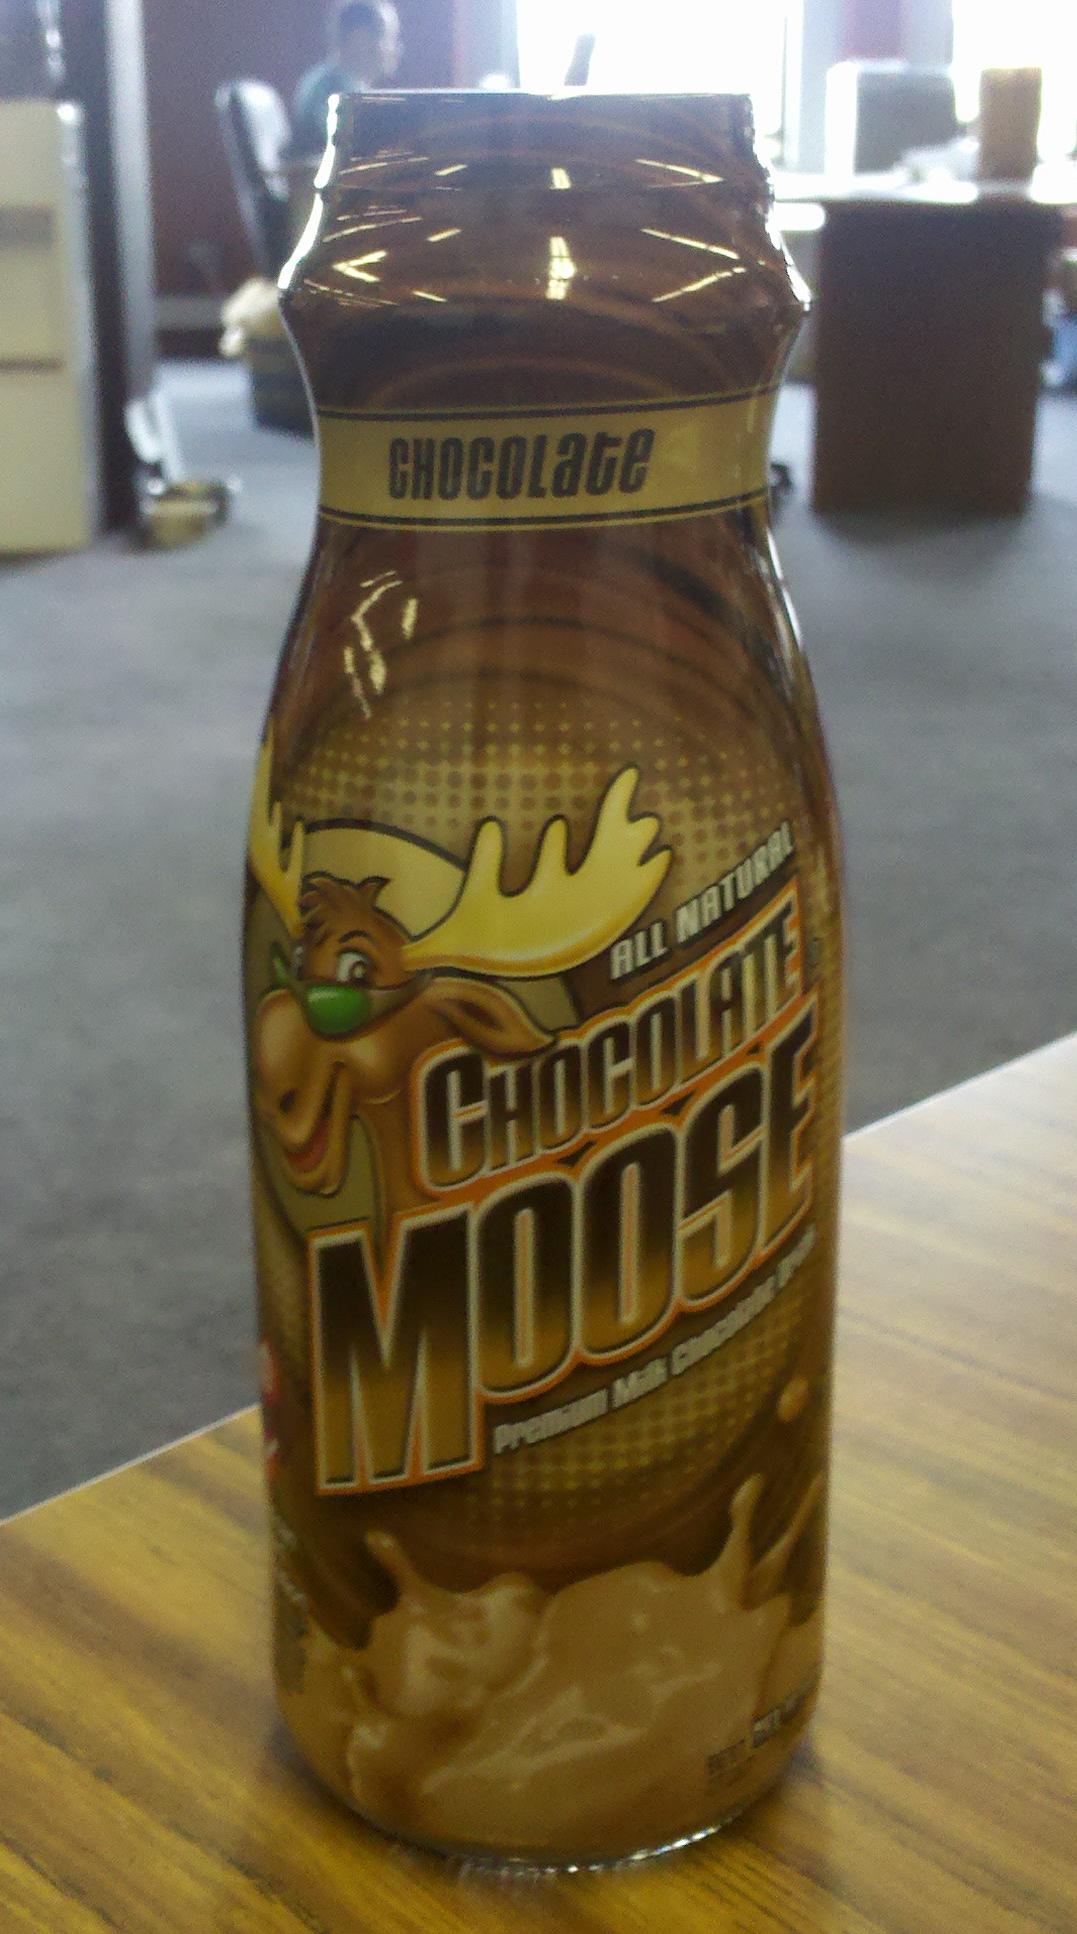 CHOCOLate
ALL NATURAL
CHOCOLATE
MOOSE
Premium Milk Chocolate Drink